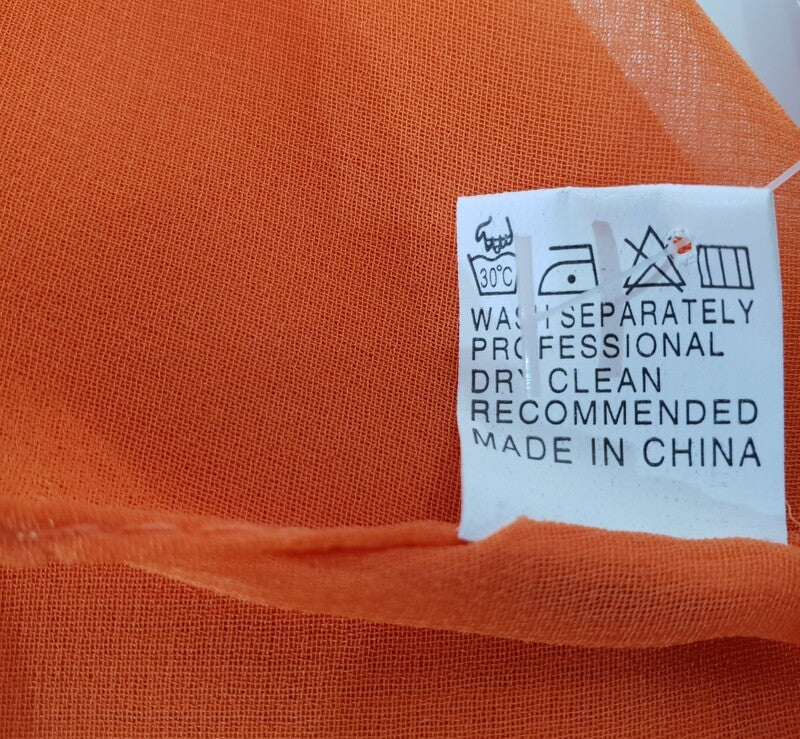 30°C
WASH SEPARATELY
PROFESSIONAL
DRY CLEAN
RECOMMENDED
MADE IN CHINA